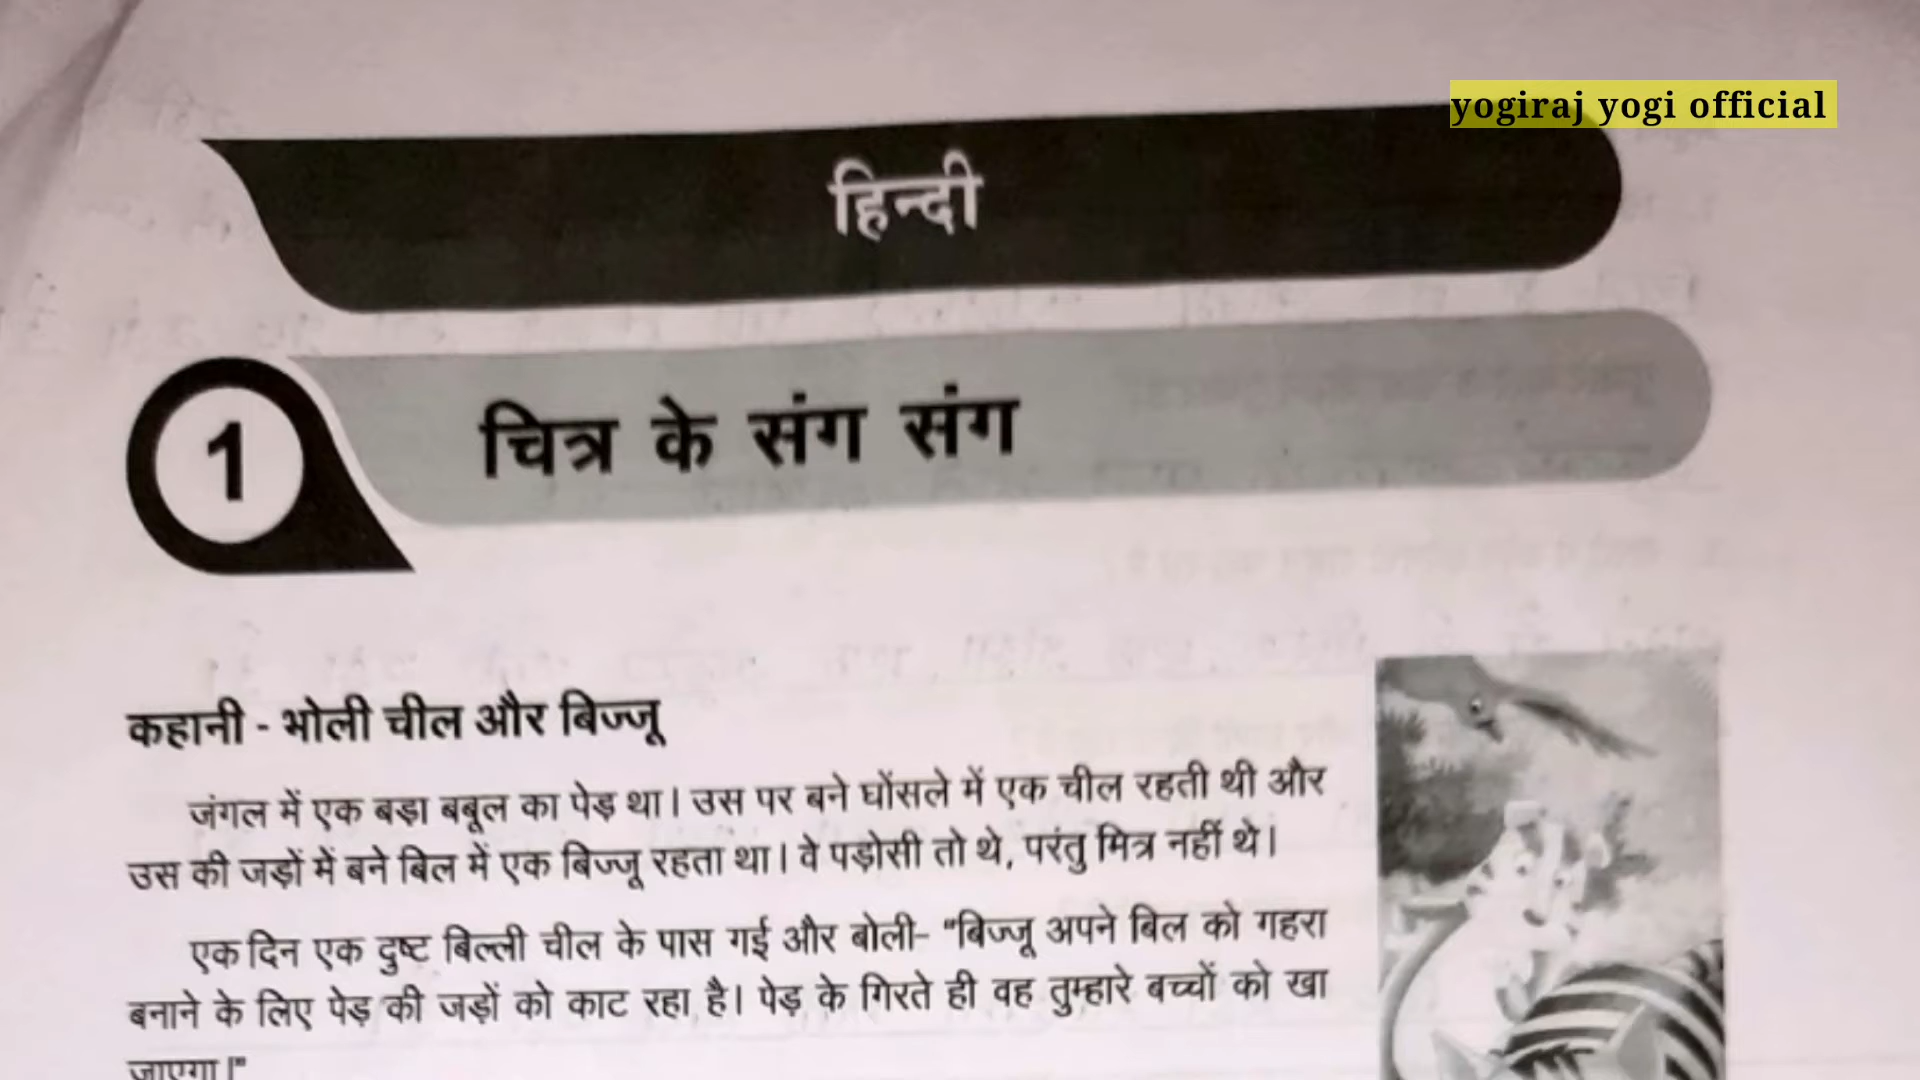 yogiraj yogi official
हिन्दी
1
चित्र के संग संग
कहानी - भोली चील और बिज्जू
जंगल में एक बड़ा बबूल का पेड़ था। उस पर बने घोंसले में एक चील रहती थी और
उस की जड़ों में बने बिल में एक बिज्जू रहता था। वे पड़ोसी तो थे, परंतु मित्र नहीं थे।
एक दिन एक दुष्ट बिल्ली चील के पास गई और बोली- "बिज्जू अपने बिल को गहरा
बनाने के लिए पेड़ की जड़ों को काट रहा है। पेड़ के गिरते ही वह तुम्हारे बच्चों को खा
जाएगा।"